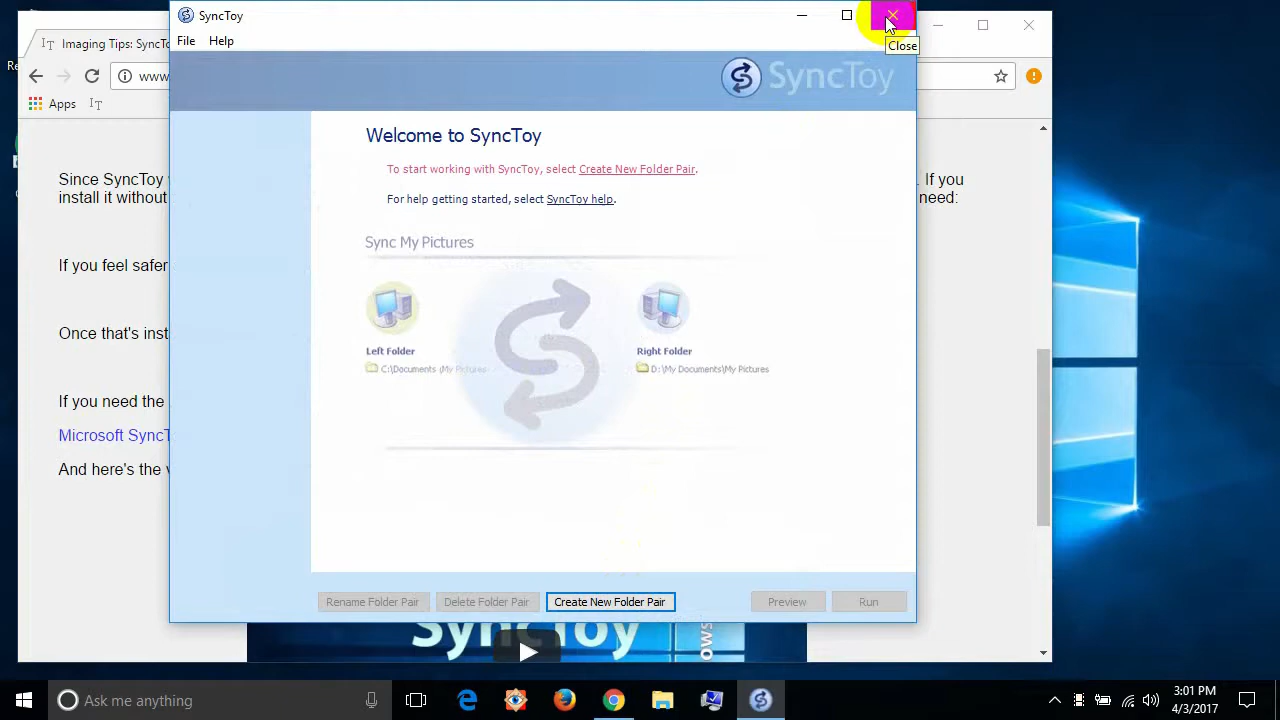 SyncToy
File Help
Close
SyncToy
Welcome to SyncToy
To start working with SyncToy, select Create New Folder Pair.
For help getting started, select SyncToy help.
Sync My Pictures
Left Folder
C:\Documents \My Pictures
Right Folder
D:\My Documents\My Pictures
Rename Folder Pair
Delete Folder Pair
Create New Folder Pair
Preview
Run
Imaging Tips: SyncTo
www
Apps
IT
Since SyncToy
. If you
install it without
need:
If you feel safer
Once that's inst
If you need the
Microsoft SyncT
And here's the v
SyncToy
Ask me anything
3:01 PM
4/3/2017